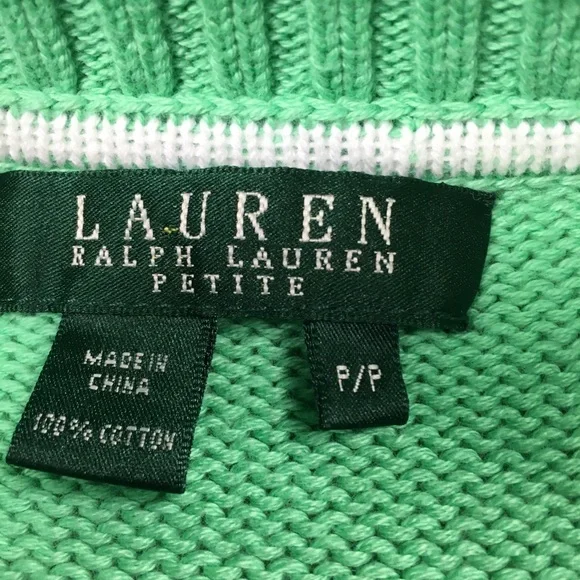 LAUREN
RALPH LAUREN
PETITE
MADE IN
CHINA
100% COTTON
P/P